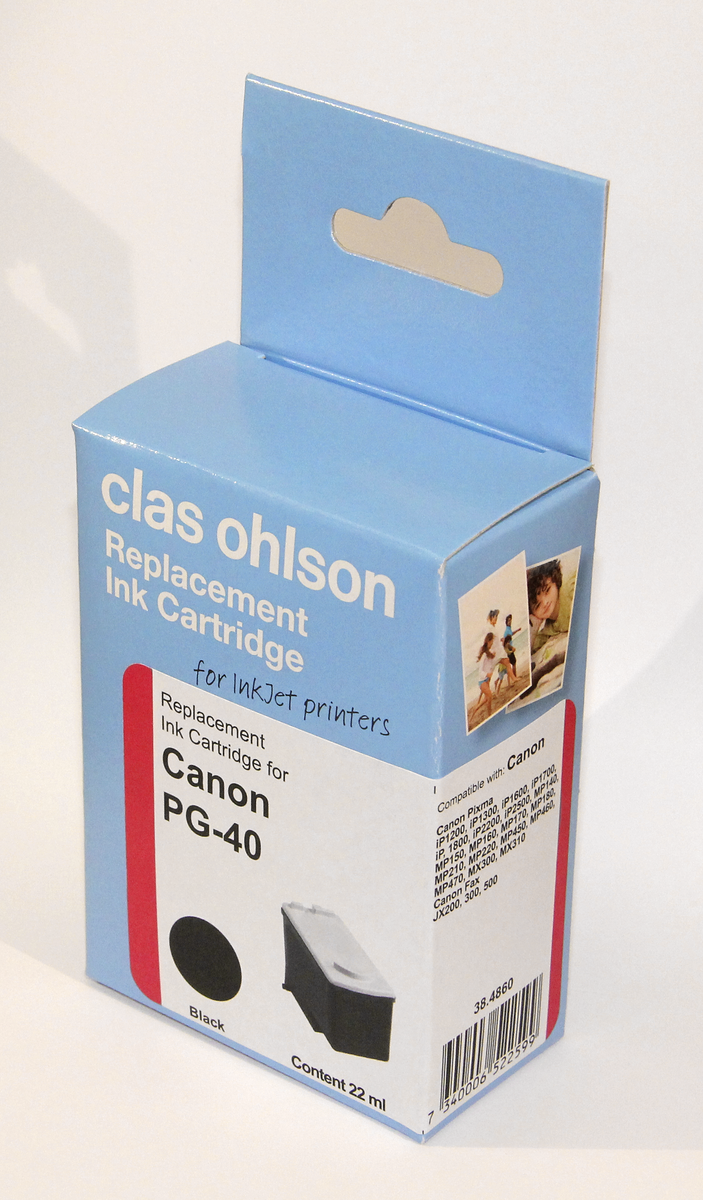 clas ohlson
Replacement
Ink Cartridge
for InkJet printers
Replacement
Ink Cartridge for
Canon
PG-40
Black
Content 22 ml
Compatible with: Canon
Canon Pixma
iP1200, iP1300, iP1600, iP1700,
iP 1800, iP2200, iP2500, MP140,
MP150, MP160, MP170, MP180,
MP210, MP220, MP450, MP460,
MP470, MX300, MX310
Canon Fax
JX200, 300, 500
38.4860
7 340006 522599